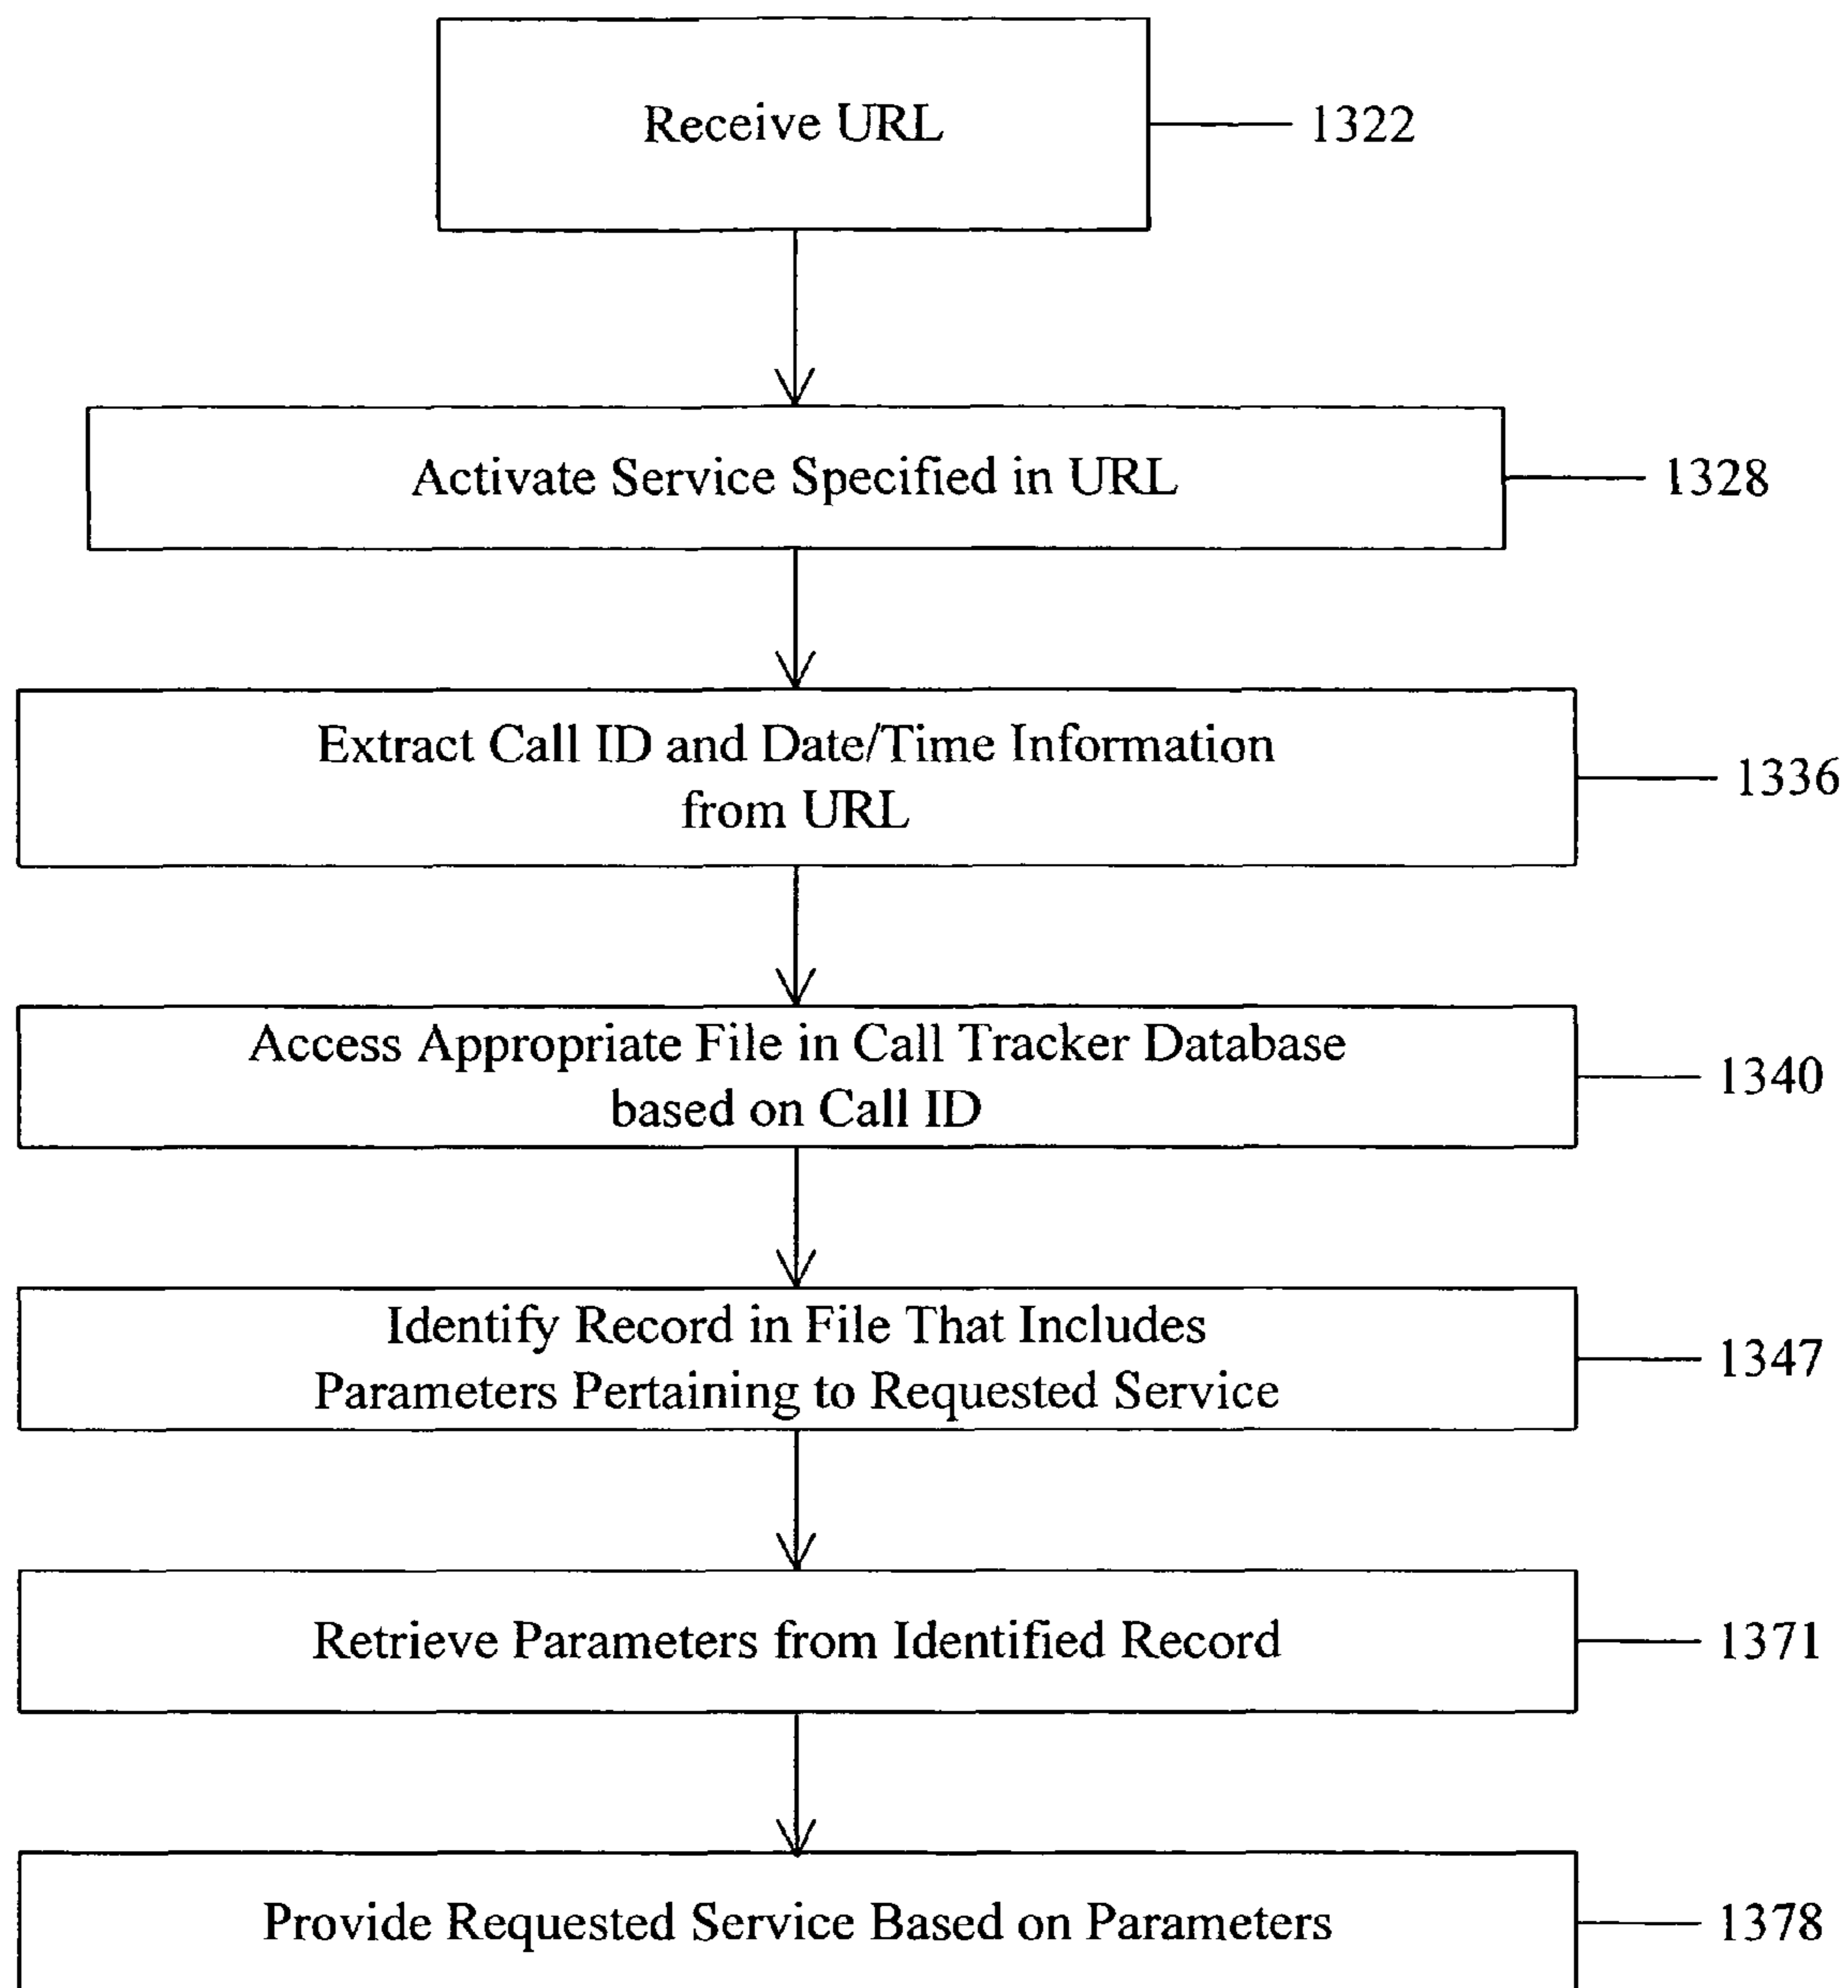 Receive URL
1322
Activate Service Specified in URL
1328
Extract Call ID and Date/Time Information
from URL
1336
Access Appropriate File in Call Tracker Database
based on Call ID
1340
Identify Record in File That Includes
Parameters Pertaining to Requested Service
1347
Retrieve Parameters from Identified Record
1371
Provide Requested Service Based on Parameters
1378